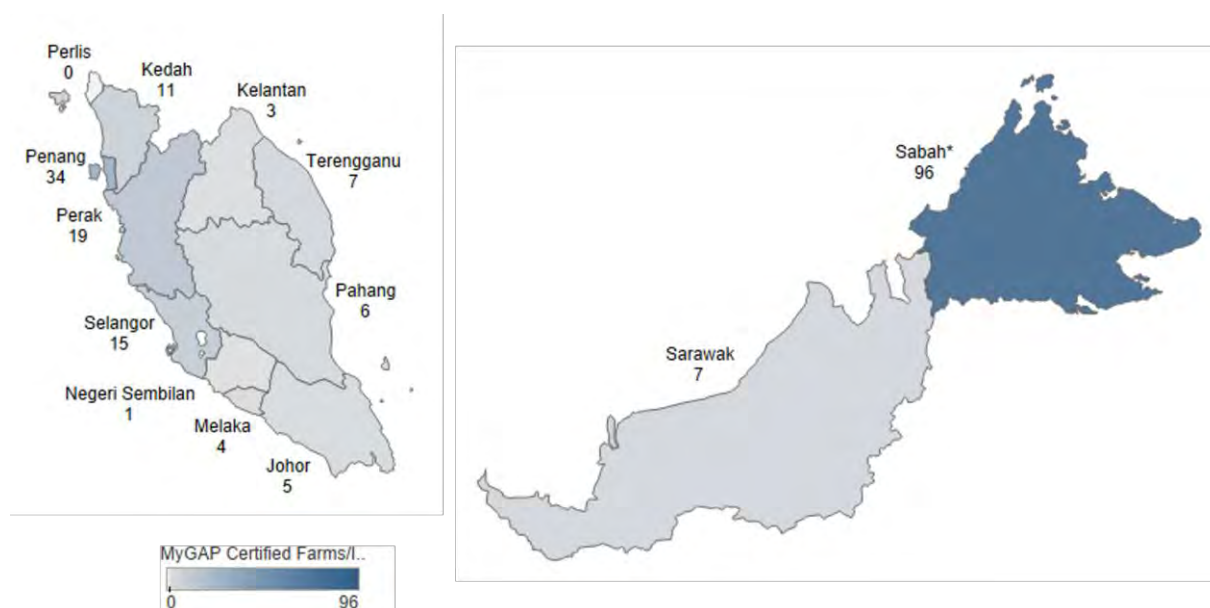 Perlis
0
Kedah
11
Kelantan
3
Penang
34
Terengganu
7
Perak
19
Pahang
6
Selangor
15
Negeri Sembilan
1
Melaka
4
Johor
5
Sabah*
96
Sarawak
7
MyGAP Certified Farms/I..
0
96